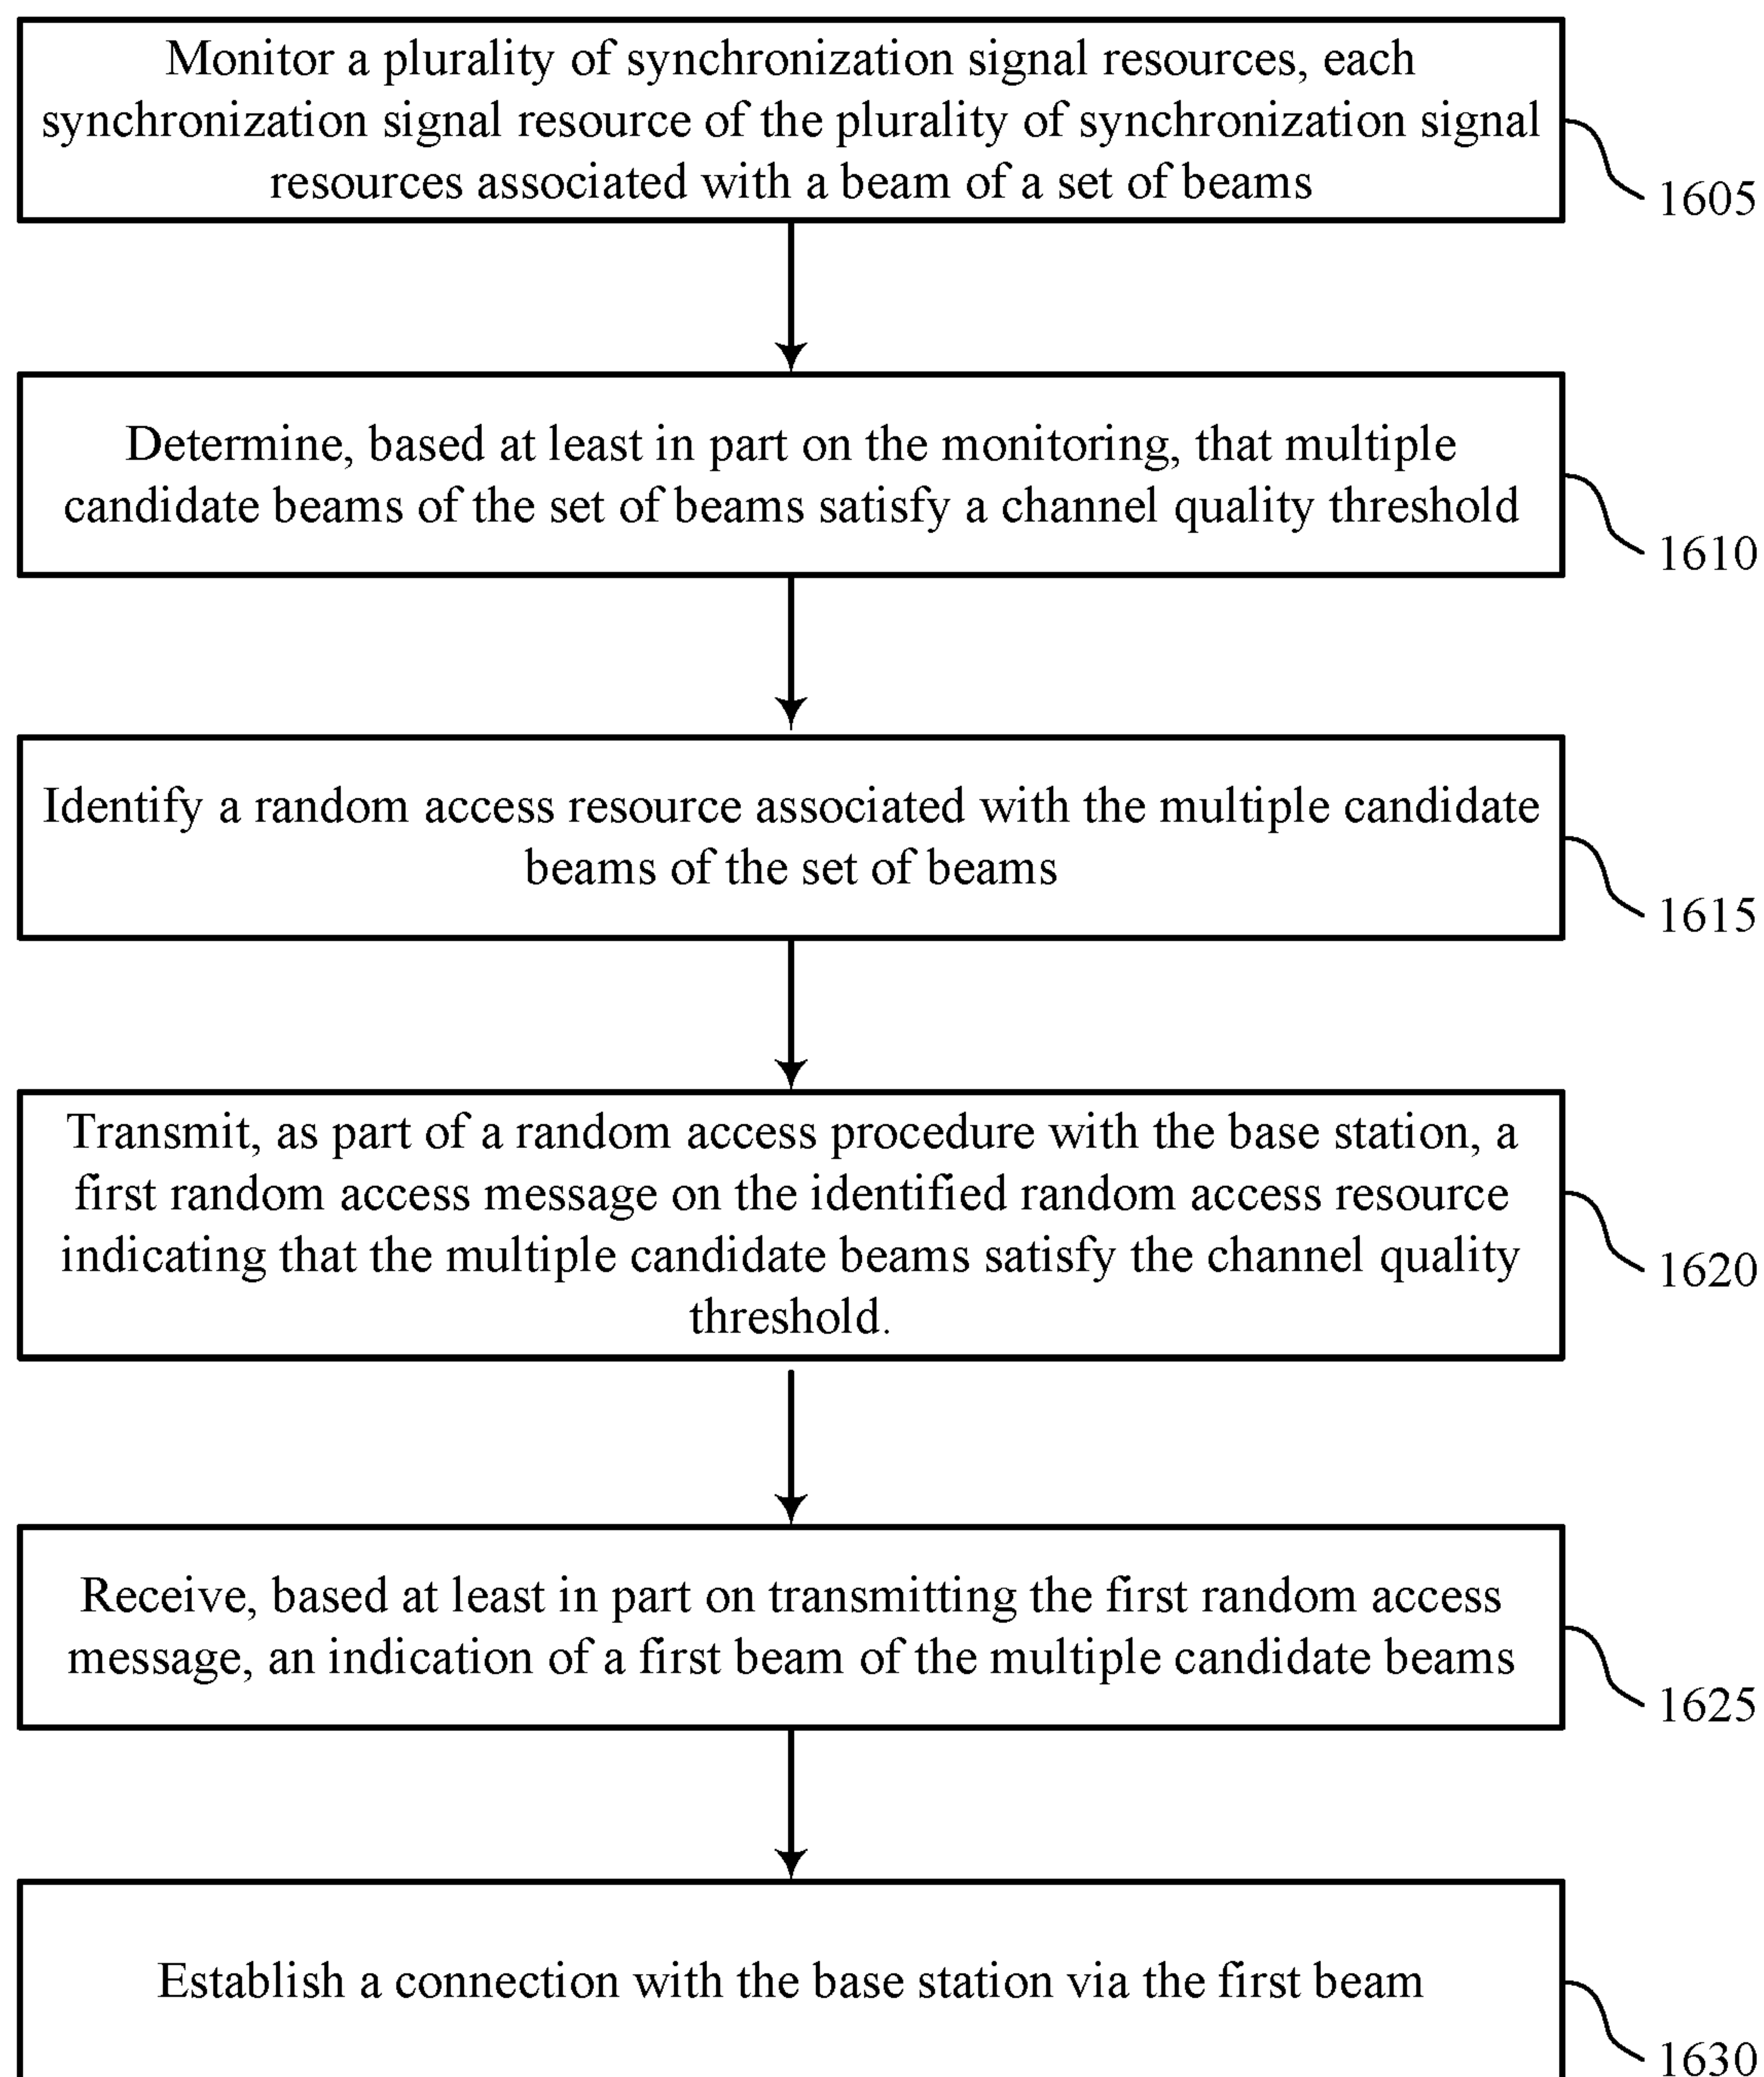 Monitor a plurality of synchronization signal resources, each
synchronization signal resource of the plurality of synchronization signal
resources associated with a beam of a set of beams
1605
Determine, based at least in part on the monitoring, that multiple
candidate beams of the set of beams satisfy a channel quality threshold
1610
Identify a random access resource associated with the multiple candidate
beams of the set of beams
1615
Transmit, as part of a random access procedure with the base station, a
first random access message on the identified random access resource
indicating that the multiple candidate beams satisfy the channel quality
threshold.
1620
Receive, based at least in part on transmitting the first random access
message, an indication of a first beam of the multiple candidate beams
1625
Establish a connection with the base station via the first beam
1630